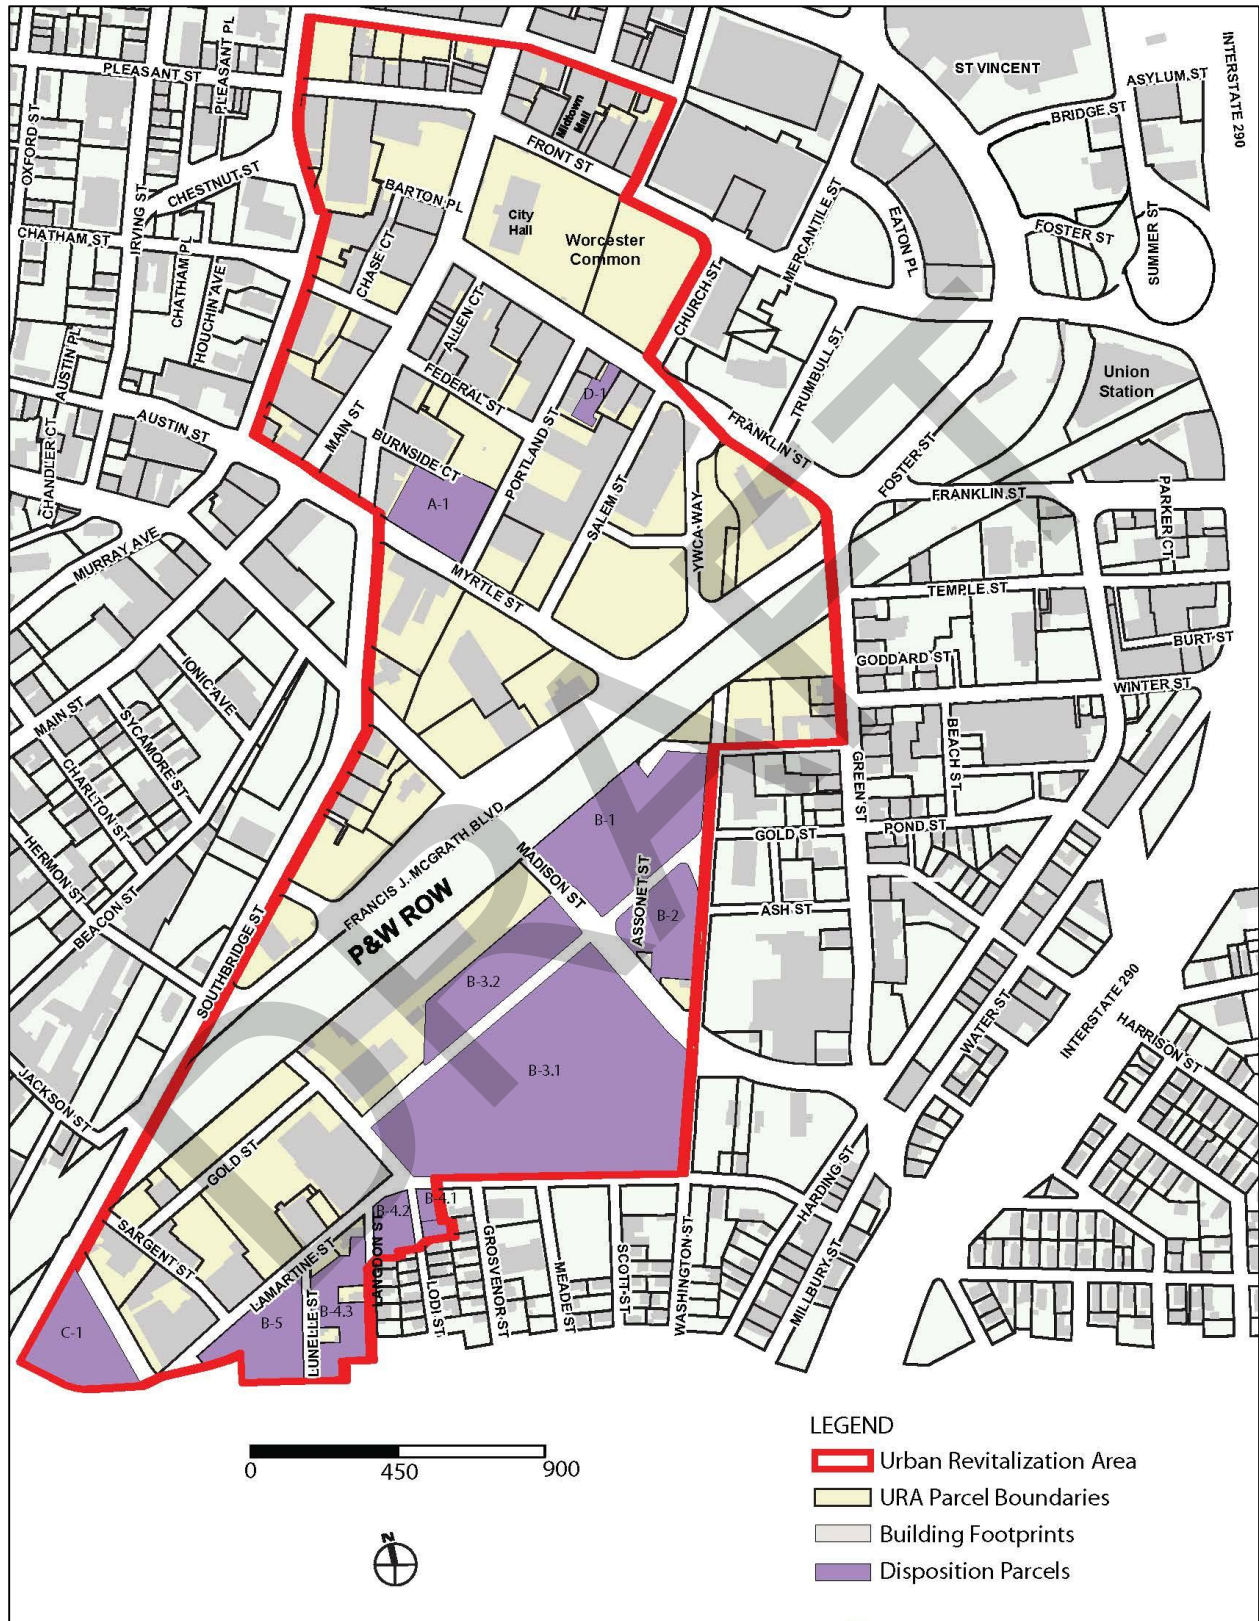 PLEASANT ST
PLEASANT PL
OXFORD ST
IRVING ST
CHESTNUT ST
CHATHAM ST
CHATHAM PL
HOUCHIN AVE
AUSTIN PL
AUSTIN ST
CHANDLER CT
MURRAY AVE
IONIC AVE
MAIN ST
SYCAMORE ST
CHARLTON ST
HERMON ST
BEACON ST
JACKSON ST
SOUTHBRIDGE ST
Midtown
Mall
FRONT ST
BARTON PL
CHASE CT
City
Hall
Worcester
Common
ALLEN CT
FEDERAL ST
MAIN ST
BURNSIDE CT
PORTLAND ST
D-1
A-1
SALEM ST
MYRTLE ST
YWCA WAY
FRANKLIN ST
CHURCH ST
MERCANTILE ST
TRUMBULL ST
EATON PL
ST VINCENT
BRIDGE ST
ASYLUM ST
INTERSTATE 290
FOSTER ST
SUMMER ST
Union
Station
FOSTER ST
FRANKLIN ST
PARKER CT
TEMPLE ST
BURT ST
GODDARD ST
WINTER ST
BEACH ST
GREEN ST
POND ST
GOLD ST
ASH ST
WATER ST
INTERSTATE 290
HARRISON ST
HARDING ST
MILLBURY ST
FRANCIS J. MCGRATH BLVD
P&W ROW
MADISON ST
ASSONET ST
B-1
B-2
B-3.2
B-3.1
GOLD ST
SARGENT ST
LAMARTINE ST
LANGDON ST
B-4.2
B-4.1
B-4.3
B-5
C-1
LUNELLE ST
LODI ST
GROSVENOR ST
MEADE ST
SCOTT ST
WASHINGTON ST
DRAFT
0 450 900
N
LEGEND
Urban Revitalization Area
URA Parcel Boundaries
Building Footprints
Disposition Parcels